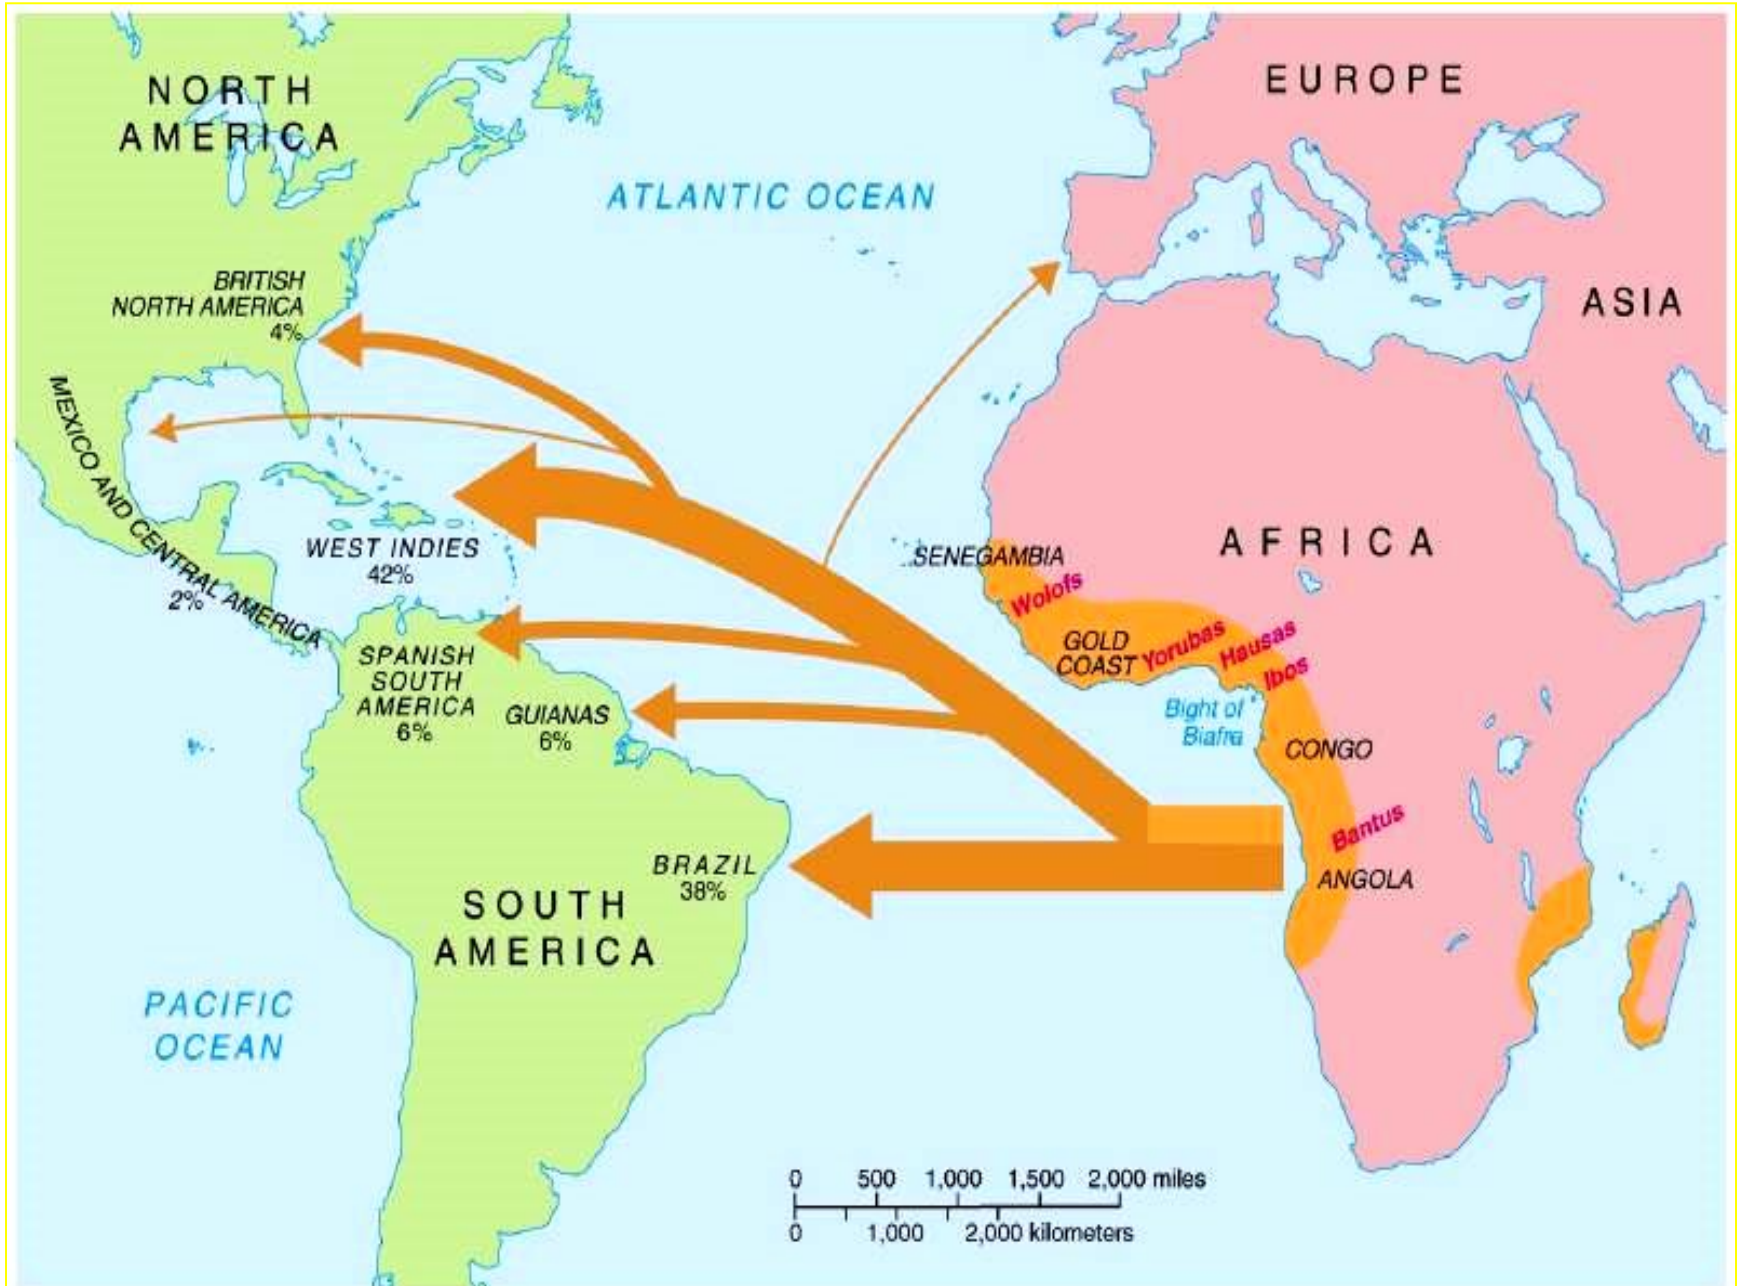 NORTH
AMERICA
EUROPE
ATLANTIC OCEAN
ASIA
BRITISH
NORTH AMERICA
4%
MEXICO AND CENTRAL AMERICA
2%
WEST INDIES
42%
AFRICA
SENEGAMBIA
Wolofs
GOLD
COAST
Yorubas
Hausas
Ibos
SPANISH
SOUTH
AMERICA
6%
GUIANAS
6%
Bight of
Biafra
CONGO
Bantus
BRAZIL
38%
ANGOLA
SOUTH
AMERICA
PACIFIC
OCEAN
0 500 1,000 1,500 2,000 miles
0 1,000 2,000 kilometers